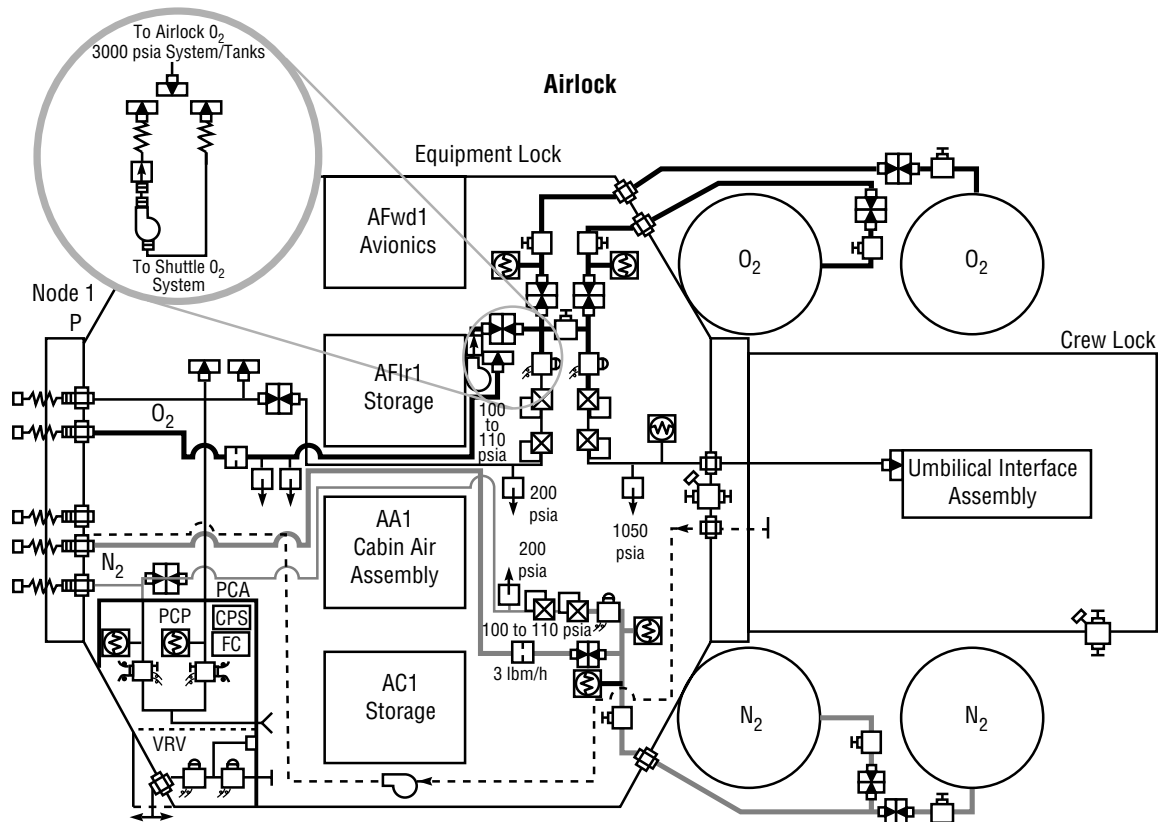 To Airlock O2
3000 psia System/Tanks
Airlock
Equipment Lock
AFwd1
Avionics
O2
O2
To Shuttle O2
System
Node 1
P
Crew Lock
AFlr1
Storage
O2
100
to
110
psia
Umbilical Interface
Assembly
200
psia
1050
psia
AA1
Cabin Air
Assembly
200
psia
N2
PCA
PCP
CPS
FC
100 to 110 psia
3 lbm/h
AC1
Storage
N2
N2
VRV